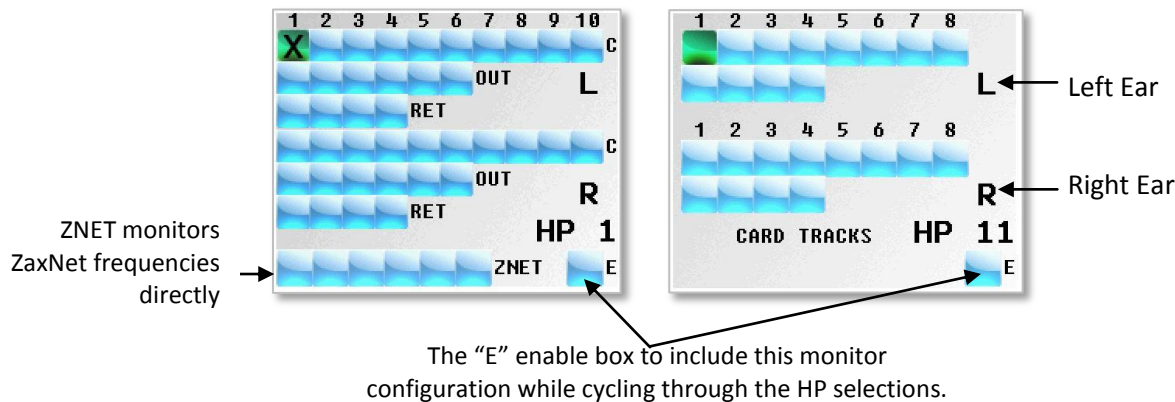 1 2 3 4 5 6 7 8 9 10
X C
OUT
L
RET
C
OUT
R
RET
HP 1
ZNET E
1 2 3 4 5 6 7 8
L
1 2 3 4 5 6 7 8
R
CARD TRACKS HP 11
E
Left Ear
Right Ear
ZNET monitors
ZaxNet frequencies
directly
The “E” enable box to include this monitor
configuration while cycling through the HP selections.